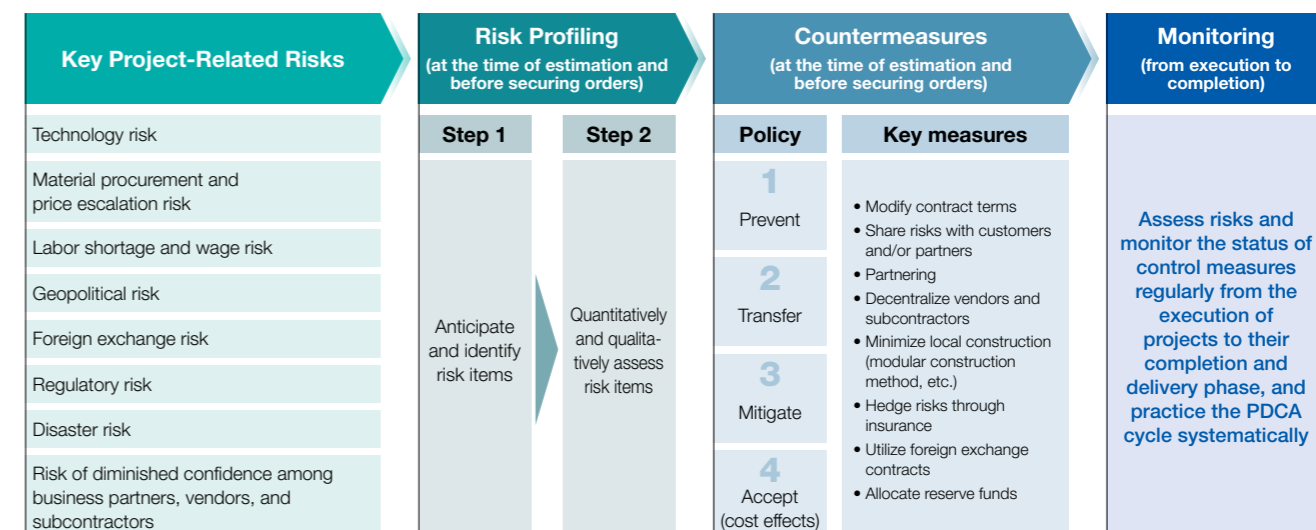 Key Project-Related Risks
Technology risk
Material procurement and
price escalation risk
Labor shortage and wage risk
Geopolitical risk
Foreign exchange risk
Regulatory risk
Disaster risk
Risk of diminished confidence among
business partners, vendors, and
subcontractors
Risk Profiling
(at the time of estimation and
before securing orders)
Step 1
Anticipate
and identify
risk items
Step 2
Quantitatively
and qualita-
tively assess
risk items
Countermeasures
(at the time of estimation and
before securing orders)
Policy
1
Prevent
2
Transfer
3
Mitigate
4
Accept
(cost effects)
Key measures
• Modify contract terms
• Share risks with customers
and/or partners
• Partnering
• Decentralize vendors and
subcontractors
• Minimize local construction
(modular construction
method, etc.)
• Hedge risks through
insurance
• Utilize foreign exchange
contracts
• Allocate reserve funds
Monitoring
(from execution to
completion)
Assess risks and
monitor the status of
control measures
regularly from the
execution of
projects to their
completion and
delivery phase, and
practice the PDCA
cycle systematically